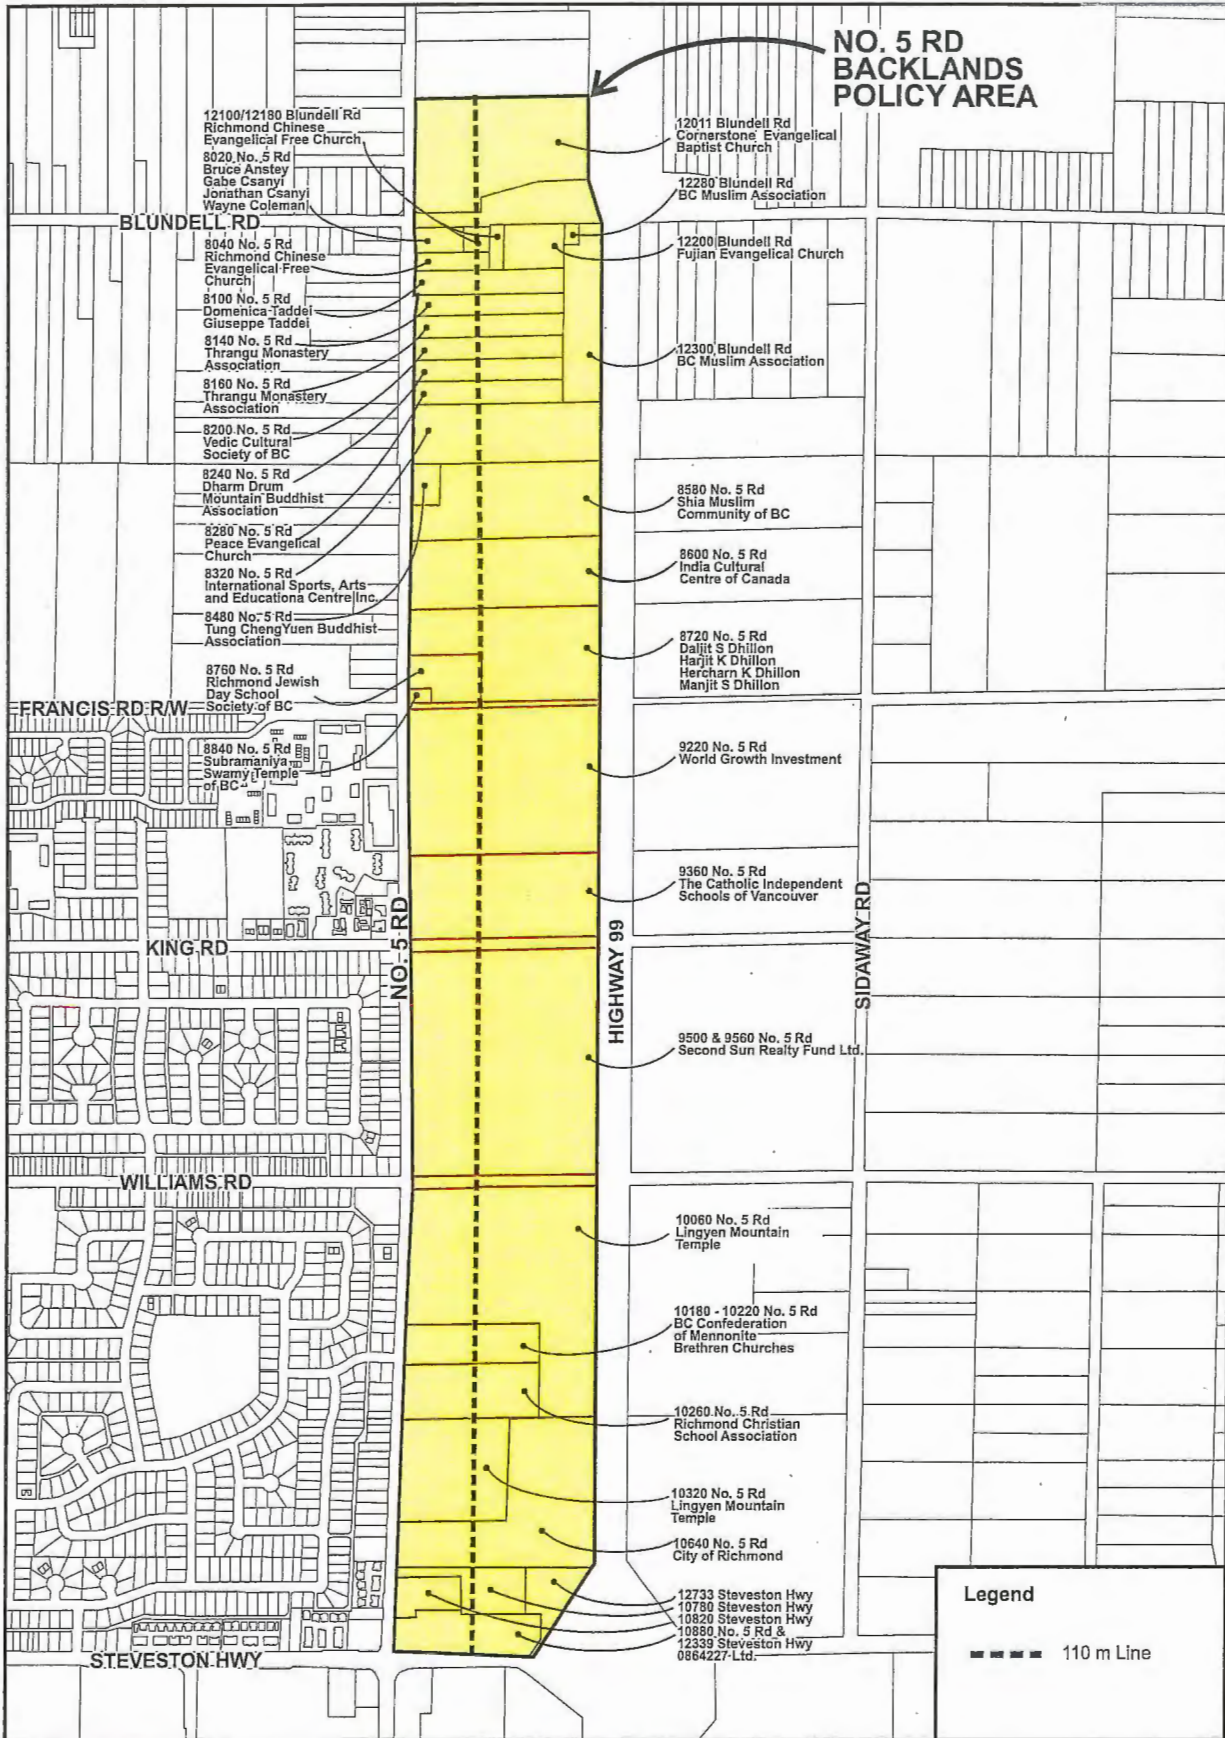 NO. 5 RD
BACKLANDS
POLICY AREA
12100/12180 Blundell Rd
Richmond Chinese
Evangelical Free Church
8020 No. 5 Rd
Bruce Anstey
Gabe Csanyi
Jonathan Csanyi
Wayne Coleman
BLUNDELL RD
8040 No. 5 Rd
Richmond Chinese
Evangelical Free
Church
8100 No. 5 Rd
Domenica Taddei
Giuseppe Taddei
8140 No. 5 Rd
Thrangu Monastery
Association
8160 No. 5 Rd
Thrangu Monastery
Association
8200 No. 5 Rd
Vedic Cultural
Society of BC
8240 No. 5 Rd
Dharm Drum
Mountain Buddhist
Association
8280 No. 5 Rd
Peace Evangelical
Church
8320 No. 5 Rd
International Sports, Arts
and Educationa Centre Inc.
8480 No. 5 Rd
Tung ChengYuen Buddhist
Association
8760 No. 5 Rd
Richmond Jewish
Day School
Society of BC
FRANCIS RD R/W
8840 No. 5 Rd
Subramaniya
Swamy Temple
of BC
12011 Blundell Rd
Cornerstone Evangelical
Baptist Church
12280 Blundell Rd
BC Muslim Association
12200 Blundell Rd
Fujian Evangelical Church
12300 Blundell Rd
BC Muslim Association
8580 No. 5 Rd
Shia Muslim
Community of BC
8600 No. 5 Rd
India Cultural
Centre of Canada
8720 No. 5 Rd
Daljit S Dhillon
Harjit K Dhillon
Hercharn K Dhillon
Manjit S Dhillon
9220 No. 5 Rd
World Growth Investment
9360 No. 5 Rd
The Catholic Independent
Schools of Vancouver
KING RD
NO. 5 RD
HIGHWAY 99
SIDAWAY RD
9500 & 9560 No. 5 Rd
Second Sun Realty Fund Ltd.
WILLIAMS RD
10060 No. 5 Rd
Lingyen Mountain
Temple
10180 - 10220 No. 5 Rd
BC Confederation
of Mennonite
Brethren Churches
10260 No. 5 Rd
Richmond Christian
School Association
10320 No. 5 Rd
Lingyen Mountain
Temple
10640 No. 5 Rd
City of Richmond
12733 Steveston Hwy
10780 Steveston Hwy
10820 Steveston Hwy
10880 No. 5 Rd &
12339 Steveston Hwy
0864227 Ltd.
STEVESTON HWY
Legend
110 m Line